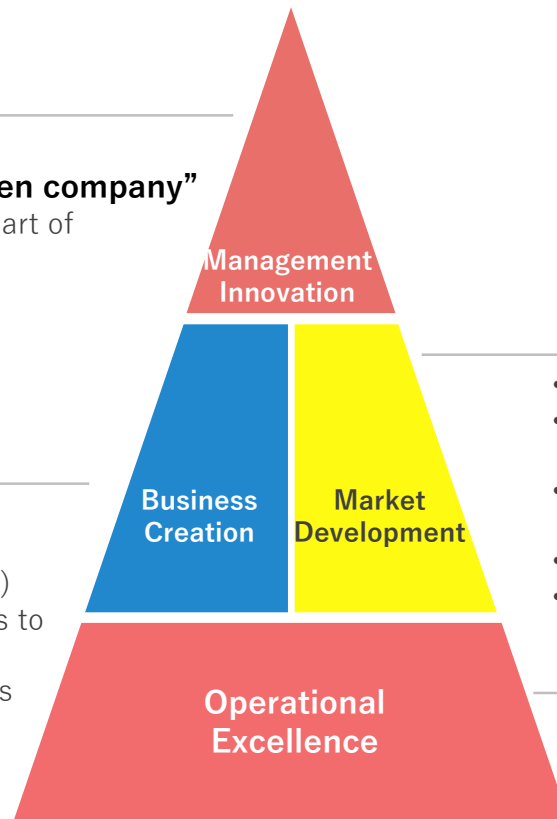 en company”
art of
Management
Innovation
Business
Creation
Market
Development
)
s to
s
Operational
Excellence